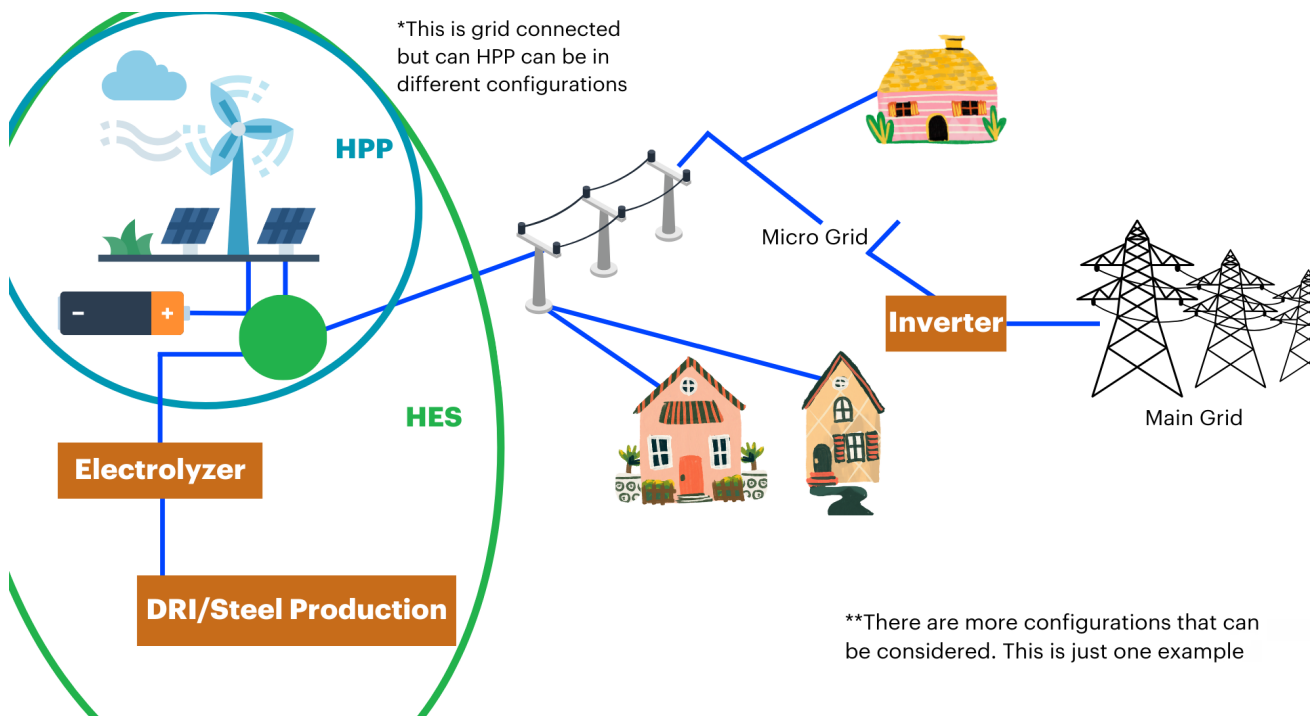 *This is grid connected
but can HPP can be in
different configurations
HPP
Micro Grid
Inverter
Main Grid
HES
Electrolyzer
DRI/Steel Production
**There are more configurations that can
be considered. This is just one example
- +